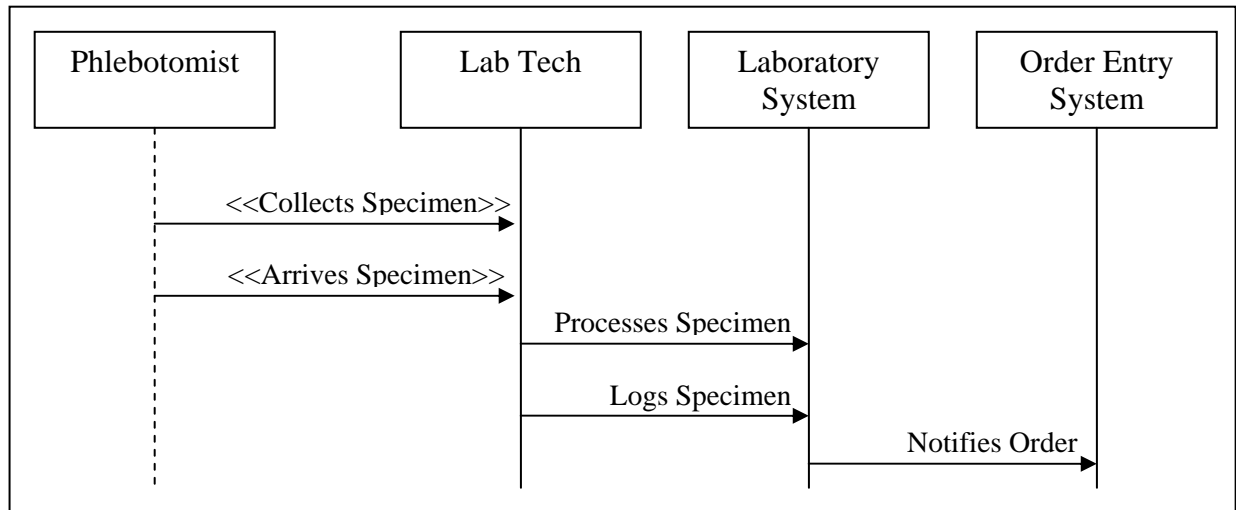 Phlebotomist
Lab Tech
Laboratory
System
Order Entry
System
<<Collects Specimen>>
<<Arrives Specimen>>
Processes Specimen
Logs Specimen
Notifies Order